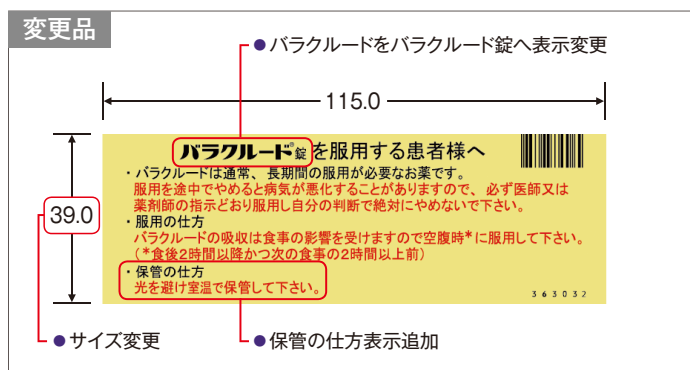 変更品
●バラクルードをバラクルード錠へ表示変更
115.0
39.0
バラクルード®錠を服用する患者様へ
・バラクルードは通常、長期間の服用が必要なお薬です。
服用を途中でやめると病気が悪化することがありますので、必ず医師又は
薬剤師の指示どおり服用し自分の判断で絶対にやめないで下さい。
・服用の仕方
バラクルードの吸収は食事の影響を受けますので空腹時*に服用して下さい。
(*食後2時間以降かつ次の食事の2時間以上前)
・保管の仕方
光を避け室温で保管して下さい。
363032
●サイズ変更
●保管の仕方表示追加